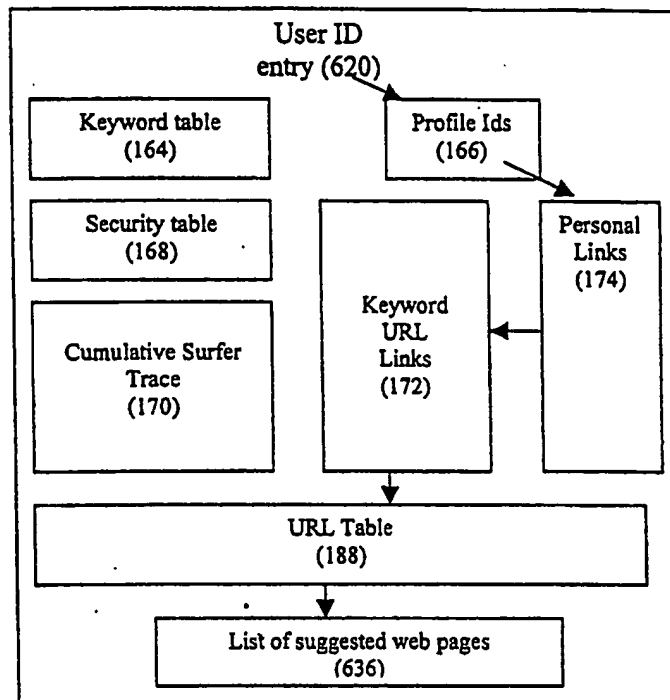 User ID
entry (620)
Keyword table
(164)
Profile Ids
(166)
Security table
(168)
Personal
Links
(174)
Keyword
URL
Links
(172)
Cumulative Surfer
Trace
(170)
URL Table
(188)
List of suggested web pages
(636)